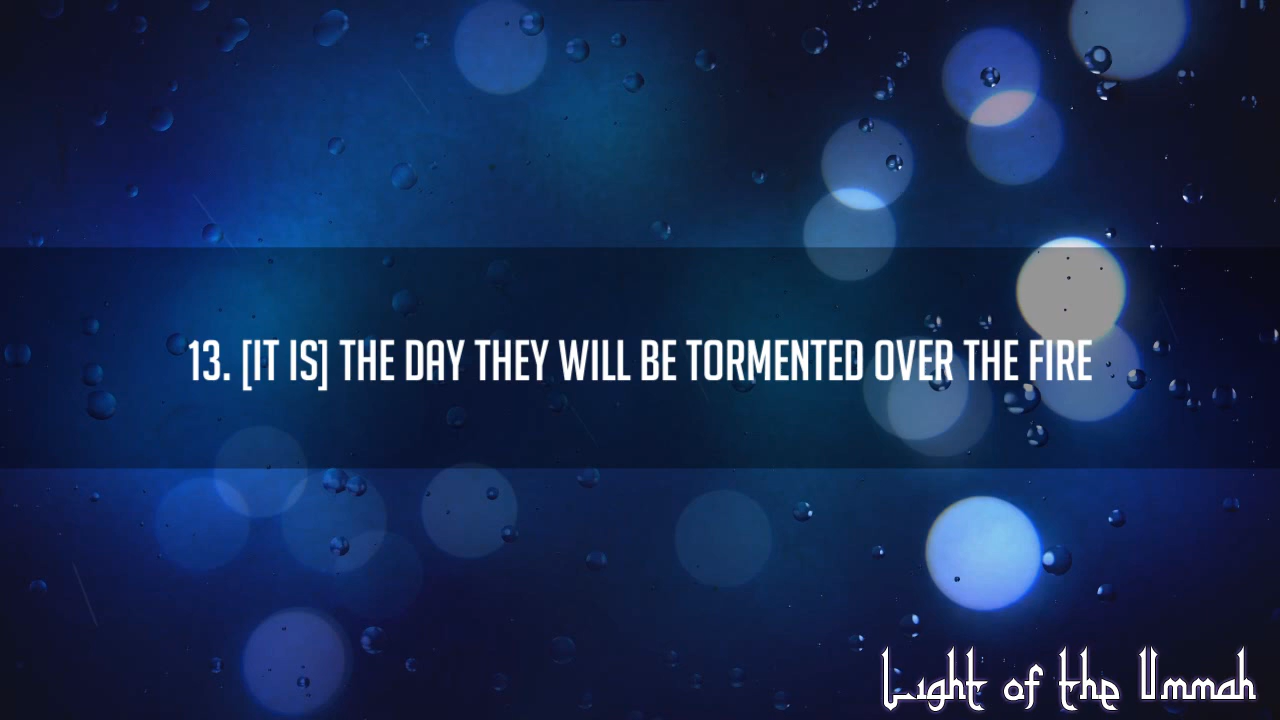 13. [IT IS] THE DAY THEY WILL BE TORMENTED OVER THE FIRE
Light of the Ummah